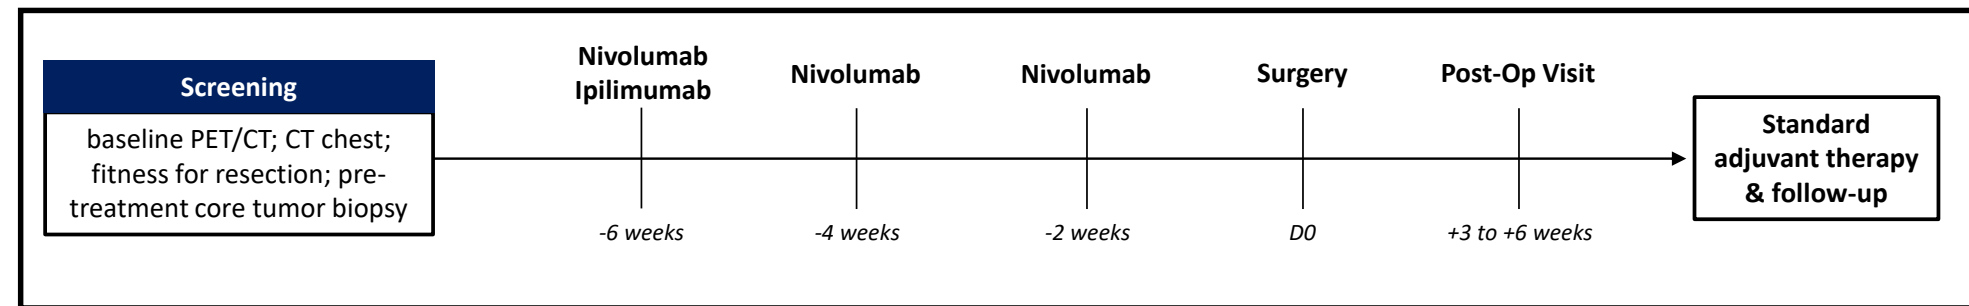 Screening
baseline PET/CT; CT chest;
fitness for resection; pre-
treatment core tumor biopsy
Nivolumab
Ipilimumab
-6 weeks
Nivolumab
-4 weeks
Nivolumab
-2 weeks
Surgery
D0
Post-Op Visit
+3 to +6 weeks
Standard
adjuvant therapy
& follow-up